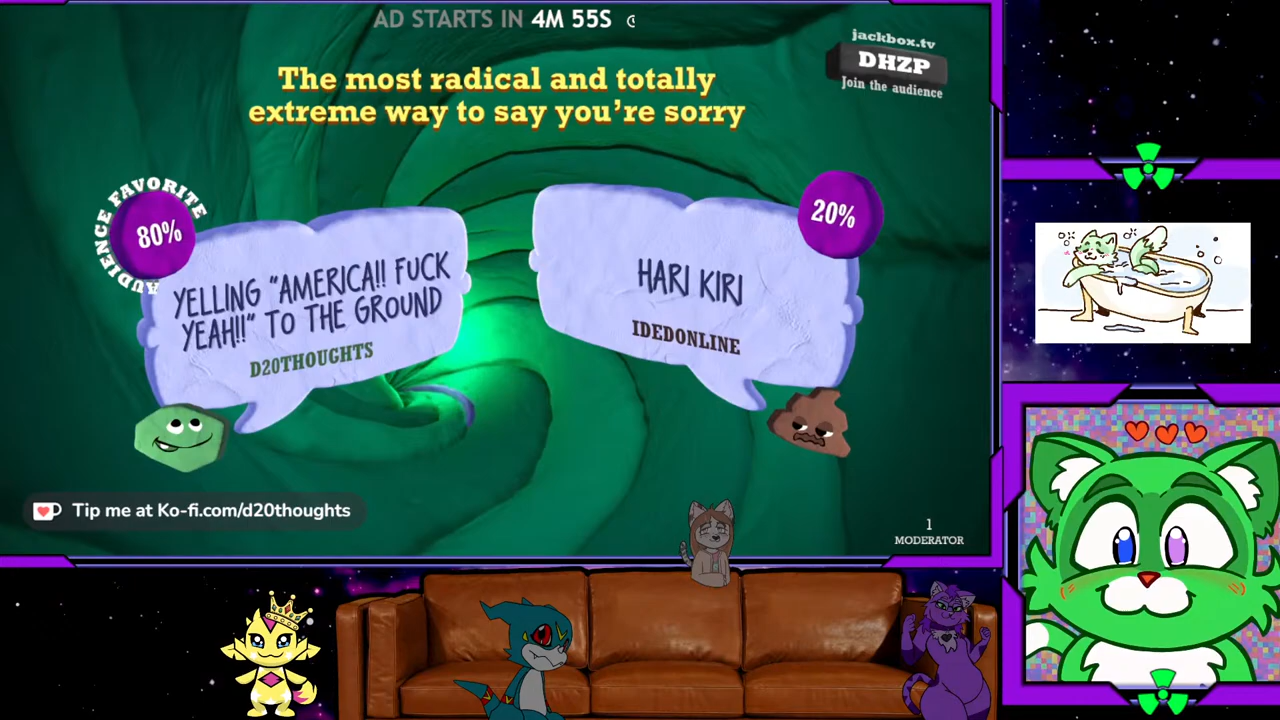 AD STARTS IN 4M 55S
jackbox.tv
DHZP
Join the audience
The most radical and totally
extreme way to say you're sorry
AUDIENCE FAVORITE
80%
YELLING "AMERICA!! FUCK
YEAH!!" TO THE GROUND
D20THOUGHTS
20%
HARI KIRI
IDEDONLINE
Tip me at Ko-fi.com/d20thoughts
1
MODERATOR